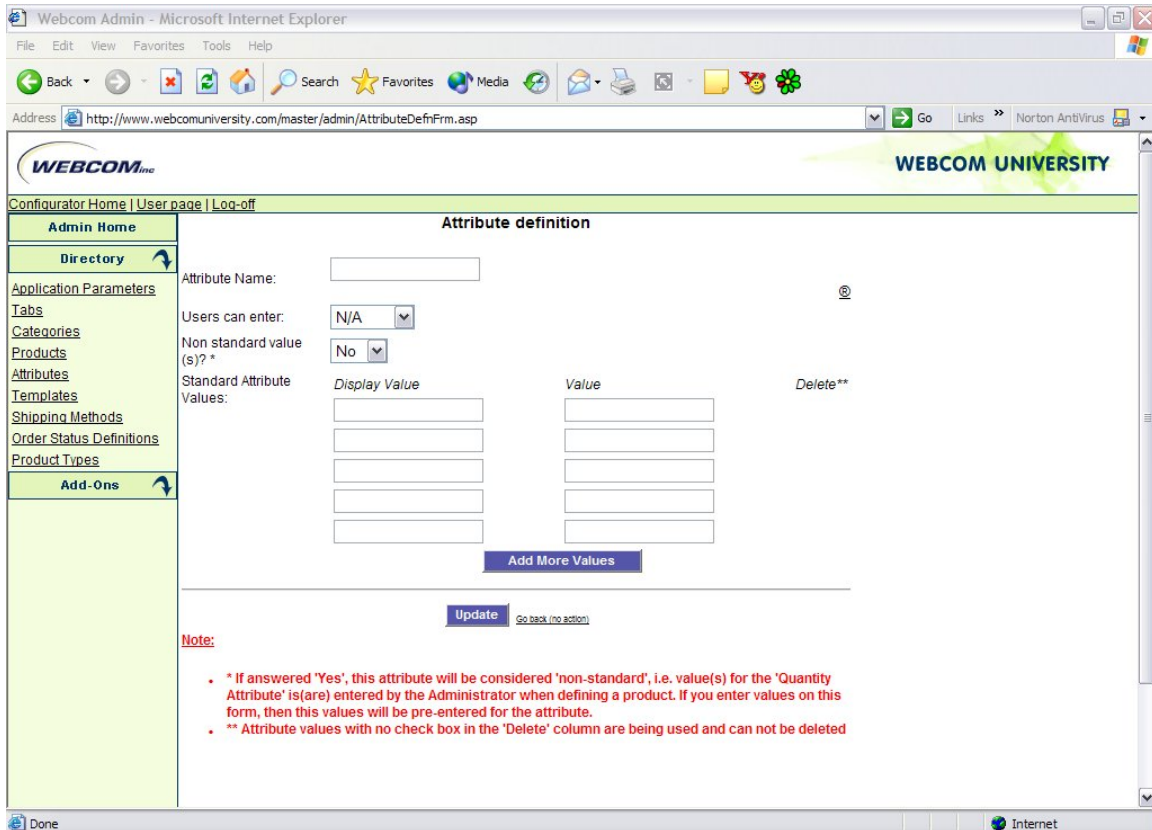 Webcom Admin - Microsoft Internet Explorer
File Edit View Favorites Tools Help
Back Search Favorites Media
Address http://www.webcomuniversity.com/master/admin/AttributeDefnFrm.asp Go Links » Norton AntiVirus
WEBCOM inc WEBCOM UNIVERSITY
Configurator Home | User page | Log-off
Admin Home
Directory
Application Parameters
Tabs
Categories
Products
Attributes
Templates
Shipping Methods
Order Status Definitions
Product Types
Add-Ons
Attribute definition
Attribute Name:
®
Users can enter: N/A
Non standard value
(s)? * No
Standard Attribute
Values:
Display Value Value Delete**
Add More Values
Update Go back (no action)
Note:
• * If answered 'Yes', this attribute will be considered 'non-standard', i.e. value(s) for the 'Quantity
Attribute' is(are) entered by the Administrator when defining a product. If you enter values on this
form, then this values will be pre-entered for the attribute.
• ** Attribute values with no check box in the 'Delete' column are being used and can not be deleted
Done Internet